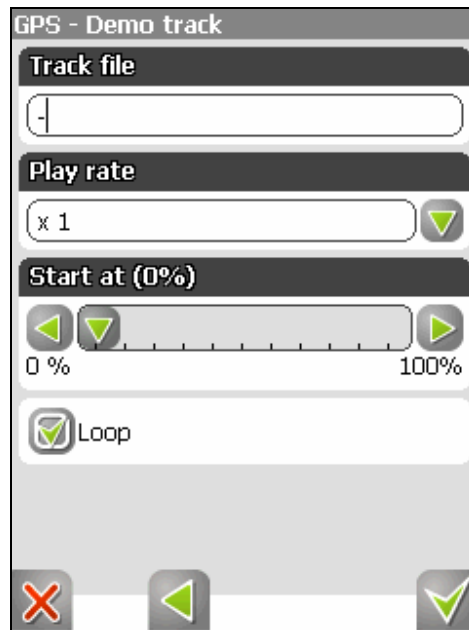 GPS - Demo track
Track file
-
Play rate
x 1
Start at (0%)
0 % 100%
Loop